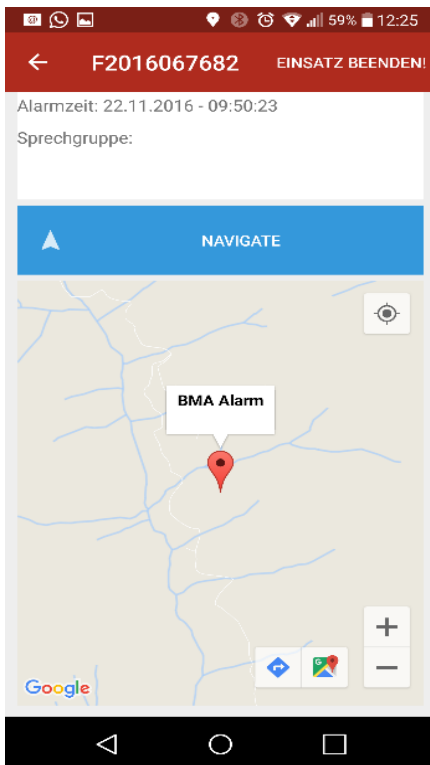 59% 12:25
F2016067682 EINSATZ BEENDEN!
Alarmzeit: 22.11.2016 - 09:50:23
Sprechgruppe:
NAVIGATE
BMA Alarm
+
−
Google